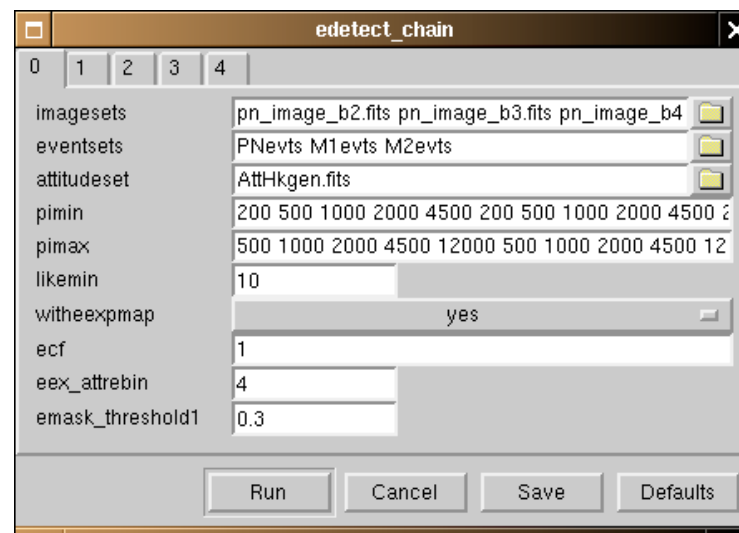 edetect_chain
0 1 2 3 4
imagesets pn_image_b2.fits pn_image_b3.fits pn_image_b4
eventsets PNevts M1evts M2evts
attitudeset AttHkgen.fits
pimin 200 500 1000 2000 4500 200 500 1000 2000 4500 2
pimax 500 1000 2000 4500 12000 500 1000 2000 4500 12
likemin 10
witheexpmap yes
ecf 1
eex_attrebin 4
emask_threshold1 0.3
Run Cancel Save Defaults